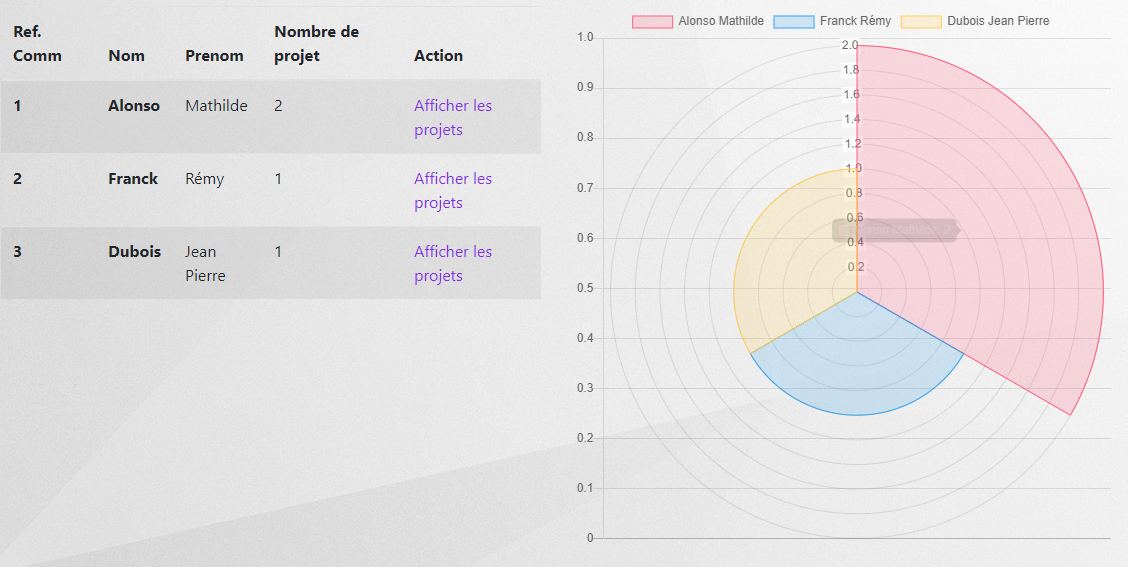 Ref. Comm
Nom
Prenom
Nombre de projet
Action
1
Alonso
Mathilde
2
Afficher les projets
2
Franck
Rémy
1
Afficher les projets
3
Dubois
Jean Pierre
1
Afficher les projets
Alonso Mathilde
Franck Rémy
Dubois Jean Pierre
1.0
0.9
0.8
0.7
0.6
0.5
0.4
0.3
0.2
0.1
0
2.0
1.8
1.6
1.4
1.2
1.0
0.8
0.6
0.4
0.2